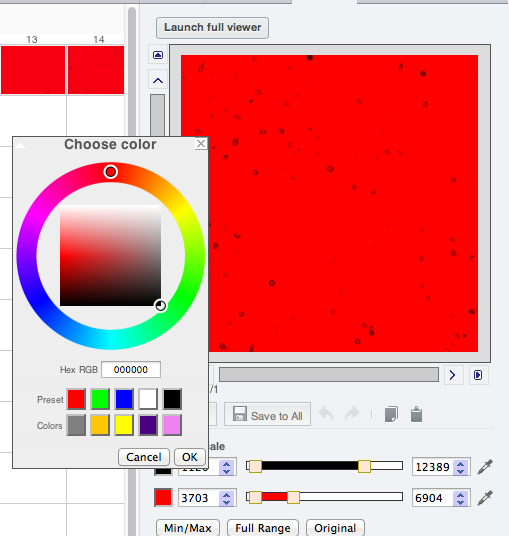 Launch full viewer
13 14
Choose color
Hex RGB 000000
Preset
Colors
Cancel OK
/1
Save to All
cale
12389
3703 6904
Min/Max Full Range Original